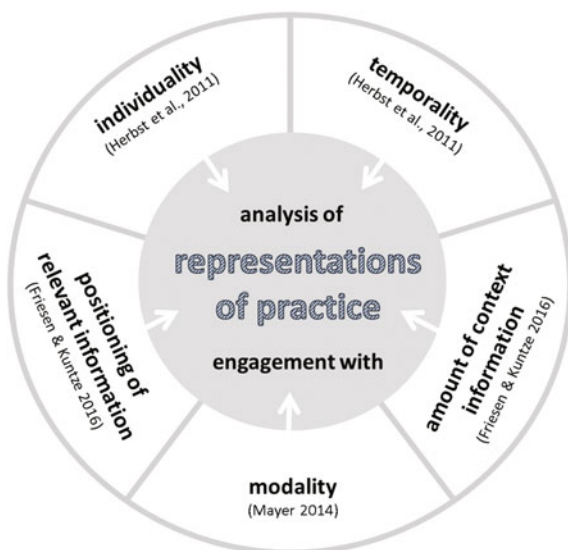 individuality
(Herbst et al., 2011)
temporality
(Herbst et al., 2011)
analysis of
representations
of practice
engagement with
positioning of
relevant information
(Friesen & Kuntze 2016)
amount of context
information
(Friesen & Kuntze 2016)
modality
(Mayer 2014)